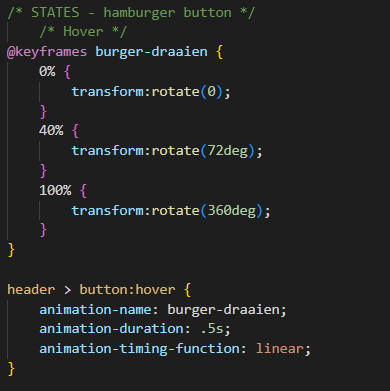 /* STATES - hamburger button */
    /* Hover */
@keyframes burger-draaien {
    0% {
        transform:rotate(0);
    }
    40% {
        transform:rotate(72deg);
    }
    100% {
        transform:rotate(360deg);
    }
}

header > button:hover {
    animation-name: burger-draaien;
    animation-duration: .5s;
    animation-timing-function: linear;
}